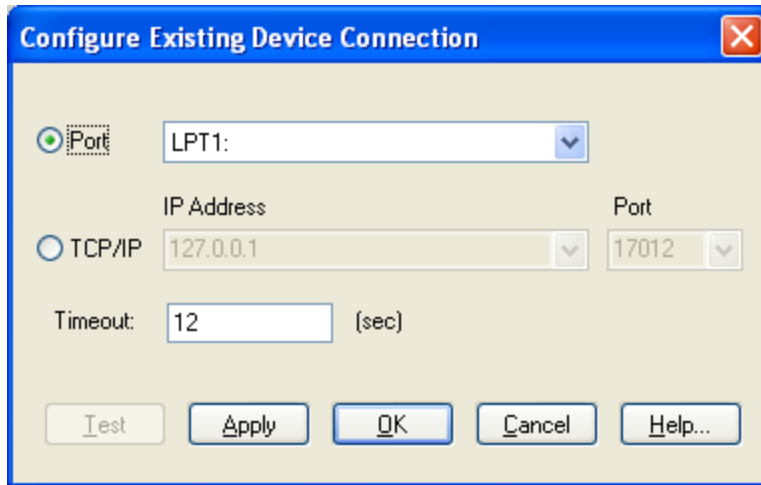 Configure Existing Device Connection
Port LPT1:
IP Address Port
TCP/IP 127.0.0.1 17012
Timeout: 12 (sec)
Test Apply OK Cancel Help...